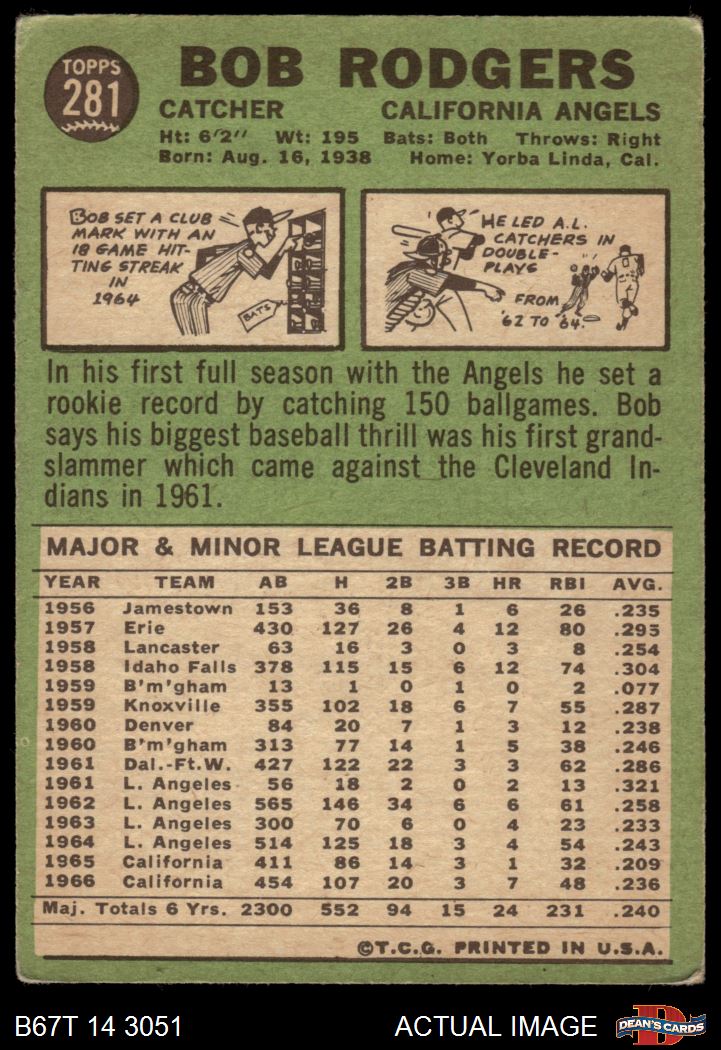 TOPPS
281
BOB RODGERS
CATCHER CALIFORNIA ANGELS
Ht: 6'2" Wt: 195 Bats: Both Throws: Right
Born: Aug. 16, 1938 Home: Yorba Linda, Cal.
BOB SET A CLUB
MARK WITH AN
18 GAME HIT-
TING STREAK
IN
1964
BATS
HE LED A.L.
CATCHERS IN
DOUBLE-
PLAYS
FROM
'62 TO '64.
In his first full season with the Angels he set a
rookie record by catching 150 ballgames. Bob
says his biggest baseball thrill was his first grand-
slammer which came against the Cleveland In-
dians in 1961.
MAJOR & MINOR LEAGUE BATTING RECORD
YEAR TEAM AB H 2B 3B HR RBI AVG.
1956 Jamestown 153 36 8 1 6 26 .235
1957 Erie 430 127 26 4 12 80 .295
1958 Lancaster 63 16 3 0 3 8 .254
1958 Idaho Falls 378 115 15 6 12 74 .304
1959 B'm'gham 13 1 0 1 0 2 .077
1959 Knoxville 355 102 18 6 7 55 .287
1960 Denver 84 20 7 1 3 12 .238
1960 B'm'gham 313 77 14 1 5 38 .246
1961 Dal.-Ft.W. 427 122 22 3 3 62 .286
1961 L. Angeles 56 18 2 0 2 13 .321
1962 L. Angeles 565 146 34 6 6 61 .258
1963 L. Angeles 300 70 6 0 4 23 .233
1964 L. Angeles 514 125 18 3 4 54 .243
1965 California 411 86 14 3 1 32 .209
1966 California 454 107 20 3 7 48 .236
Maj. Totals 6 Yrs. 2300 552 94 15 24 231 .240
©T.C.G. PRINTED IN U.S.A.
B67T 14 3051 ACTUAL IMAGE
D
DEAN'S CARDS